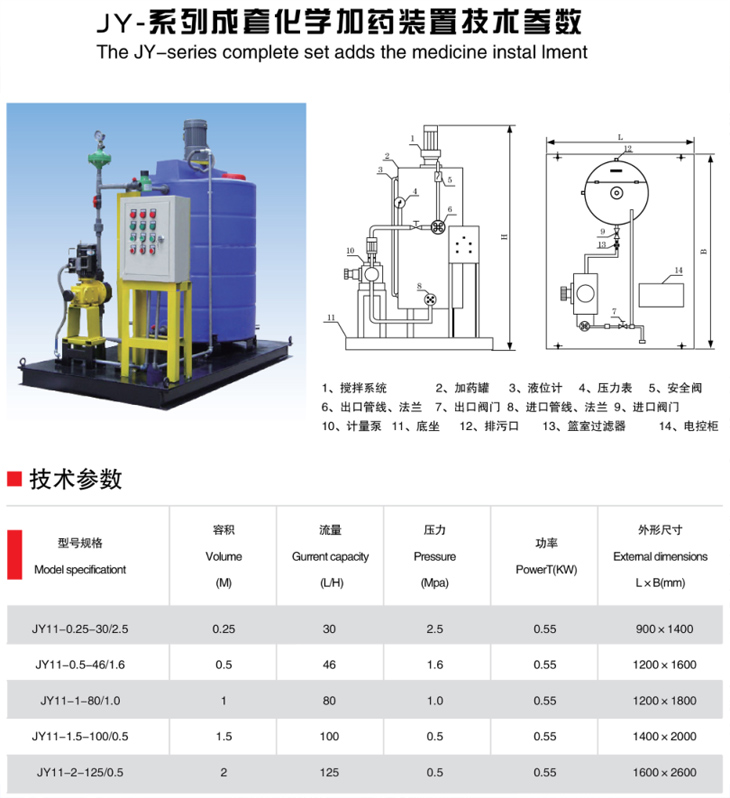 JY-系列成套化学加药装置技术参数
The JY-series complete set adds the medicine instal lment
1
2
3
4
5
6
10
8
11
H
L
12
9
13
B
14
7
1、搅拌系统 2、加药罐 3、液位计 4、压力表 5、安全阀
6、出口管线、法兰 7、出口阀门 8、进口管线、法兰 9、进口阀门
10、计量泵 11、底坐 12、排污口 13、篮室过滤器 14、电控柜
技术参数
型号规格 容积 流量 压力 功率 外形尺寸
Model specificationt Volume Gurrent capacity Pressure PowerT(KW) External dimensions
(M) (L/H) (Mpa) L×B(mm)
JY11-0.25-30/2.5 0.25 30 2.5 0.55 900×1400
JY11-0.5-46/1.6 0.5 46 1.6 0.55 1200×1600
JY11-1-80/1.0 1 80 1.0 0.55 1200×1800
JY11-1.5-100/0.5 1.5 100 0.5 0.55 1400×2000
JY11-2-125/0.5 2 125 0.5 0.55 1600×2600